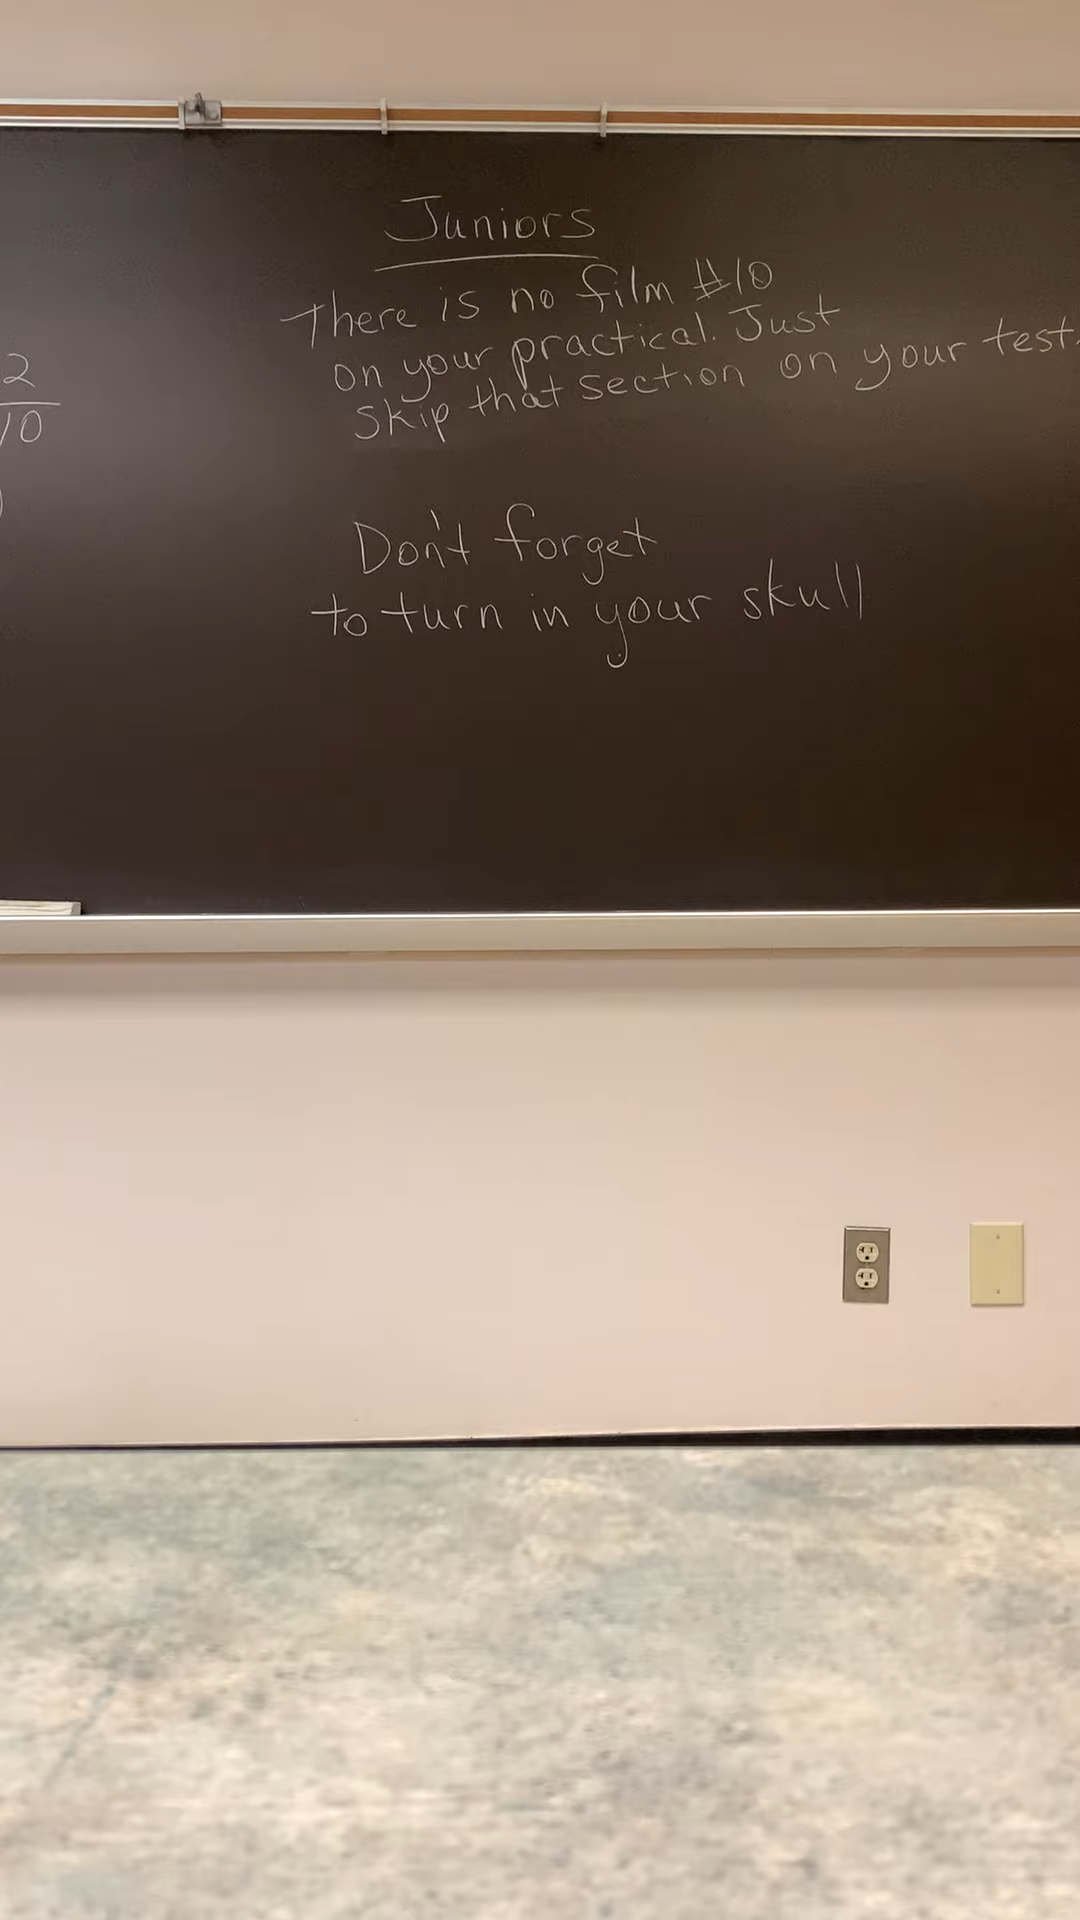 Juniors
There is no film #10
on your practical. Just
skip that section on your test.
Don't forget
to turn in your skull
2
10